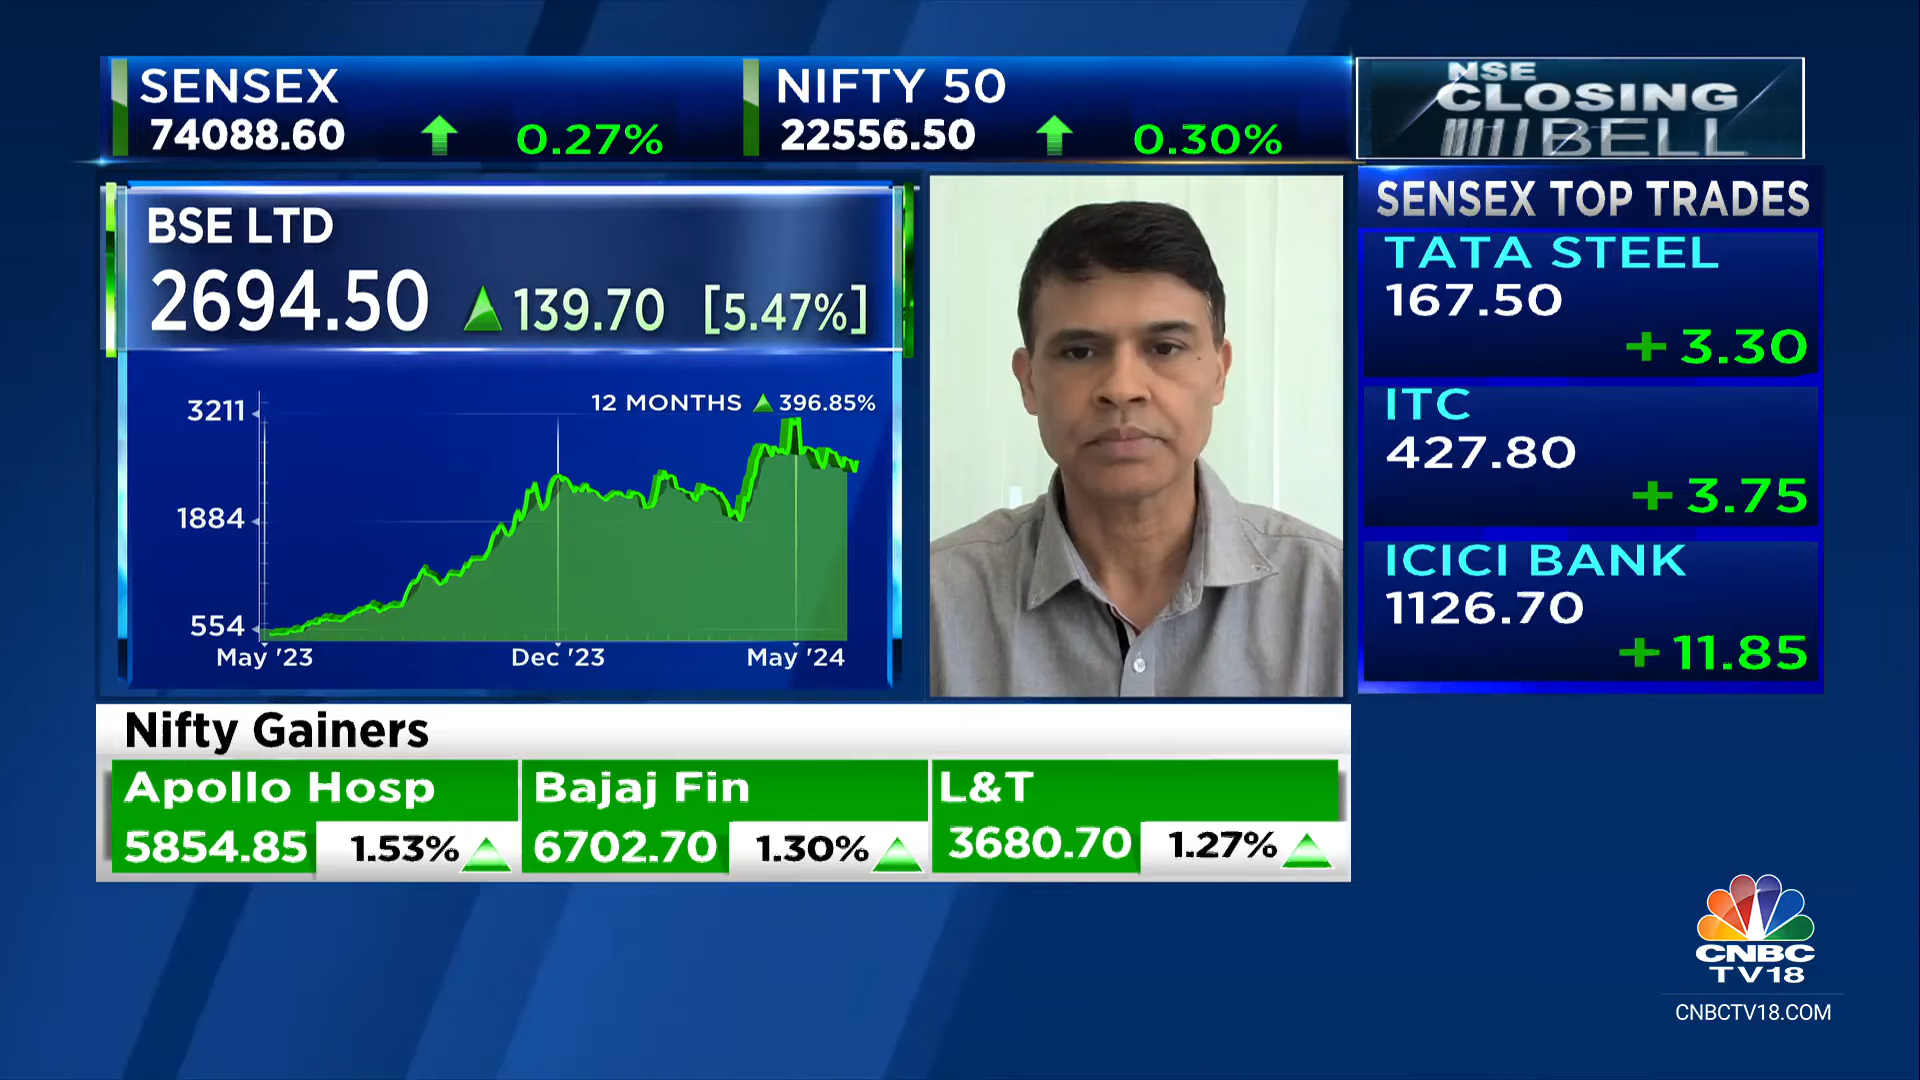 SENSEX
74088.60 0.27%
NIFTY 50
22556.50 0.30%
NSE
CLOSING
BELL
BSE LTD
2694.50 139.70 [5.47%]
12 MONTHS 396.85%
3211
1884
554
May '23 Dec '23 May '24
SENSEX TOP TRADES
TATA STEEL
167.50
+ 3.30
ITC
427.80
+ 3.75
ICICI BANK
1126.70
+ 11.85
Nifty Gainers
Apollo Hosp
5854.85 1.53%
Bajaj Fin
6702.70 1.30%
L&T
3680.70 1.27%
CNBC
TV18
CNBCTV18.COM